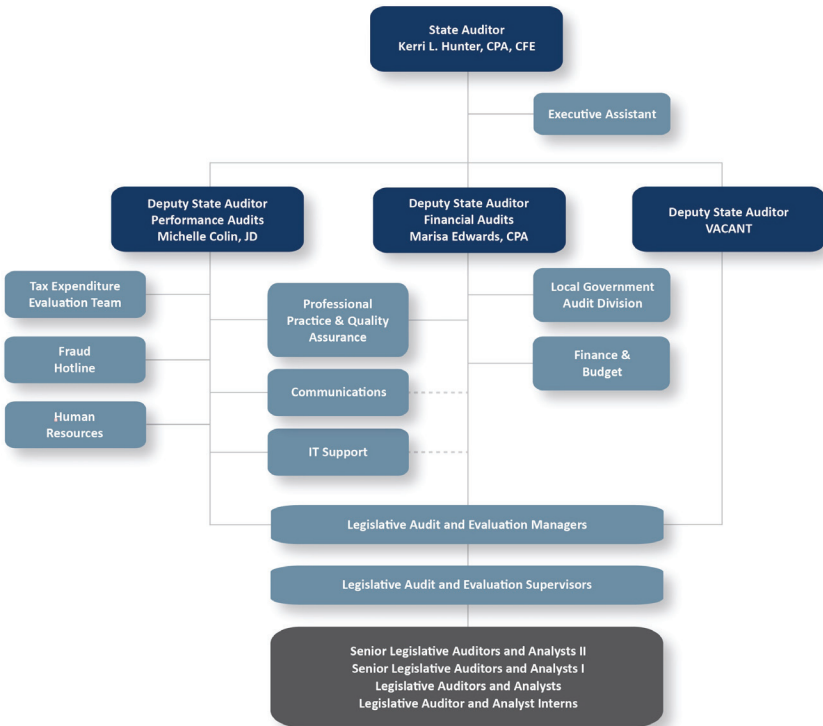 State Auditor
Kerri L. Hunter, CPA, CFE
Executive Assistant
Deputy State Auditor
Performance Audits
Michelle Colin, JD
Deputy State Auditor
Financial Audits
Marisa Edwards, CPA
Deputy State Auditor
VACANT
Tax Expenditure
Evaluation Team
Professional
Practice & Quality
Assurance
Local Government
Audit Division
Fraud
Hotline
Finance &
Budget
Communications
Human
Resources
IT Support
Legislative Audit and Evaluation Managers
Legislative Audit and Evaluation Supervisors
Senior Legislative Auditors and Analysts II
Senior Legislative Auditors and Analysts I
Legislative Auditors and Analysts
Legislative Auditor and Analyst Interns